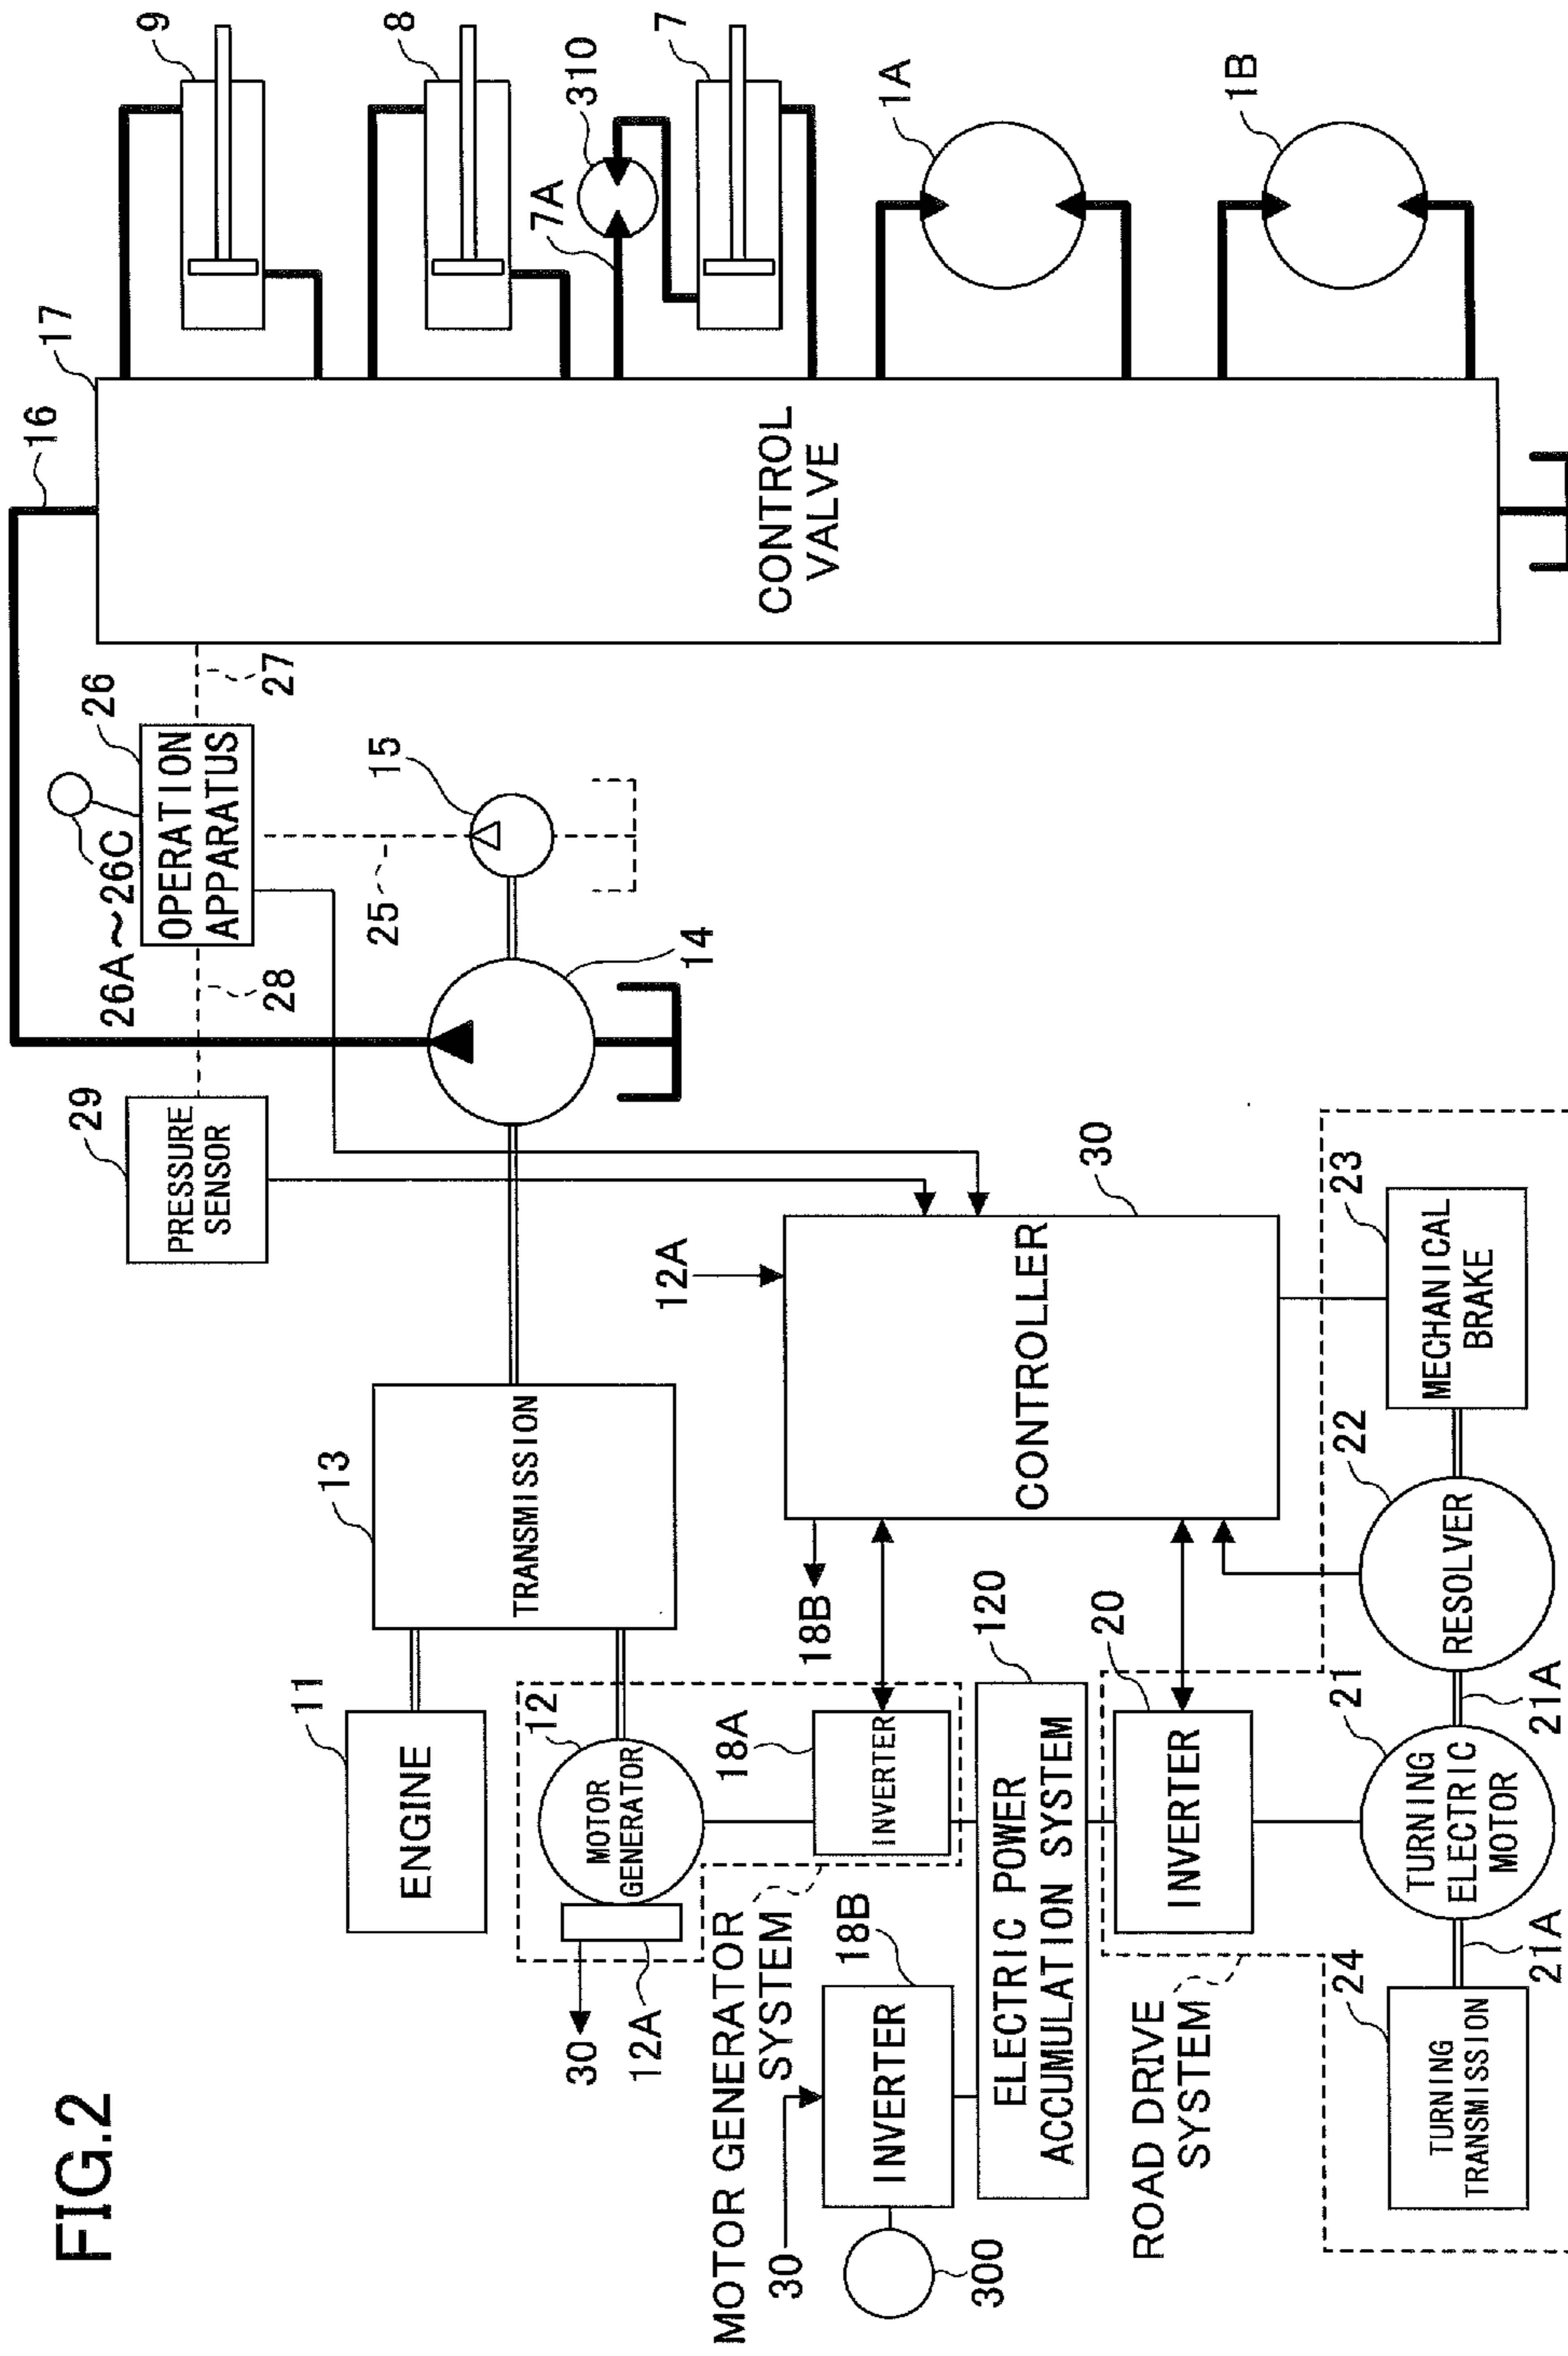 FIG.2
11
ENGINE
13
TRANSMISSION
29
PRESSURE
SENSOR
28
26A~26C
26
OPERATION
APPARATUS
27
16
17
CONTROL
VALVE
9
8
310
7A
7
1A
1B
25
15
14
30
12A
12
MOTOR
GENERATOR
MOTOR GENERATOR
SYSTEM
18A
INVERTER
30
18B
INVERTER
300
18B
12A
30
CONTROLLER
120
ELECTRIC POWER
ACCUMULATION SYSTEM
20
INVERTER
ROAD DRIVE
SYSTEM
24
TURNING
TRANSMISSION
21A
21
TURNING
ELECTRIC
MOTOR
21A
22
RESOLVER
23
MECHANICAL
BRAKE